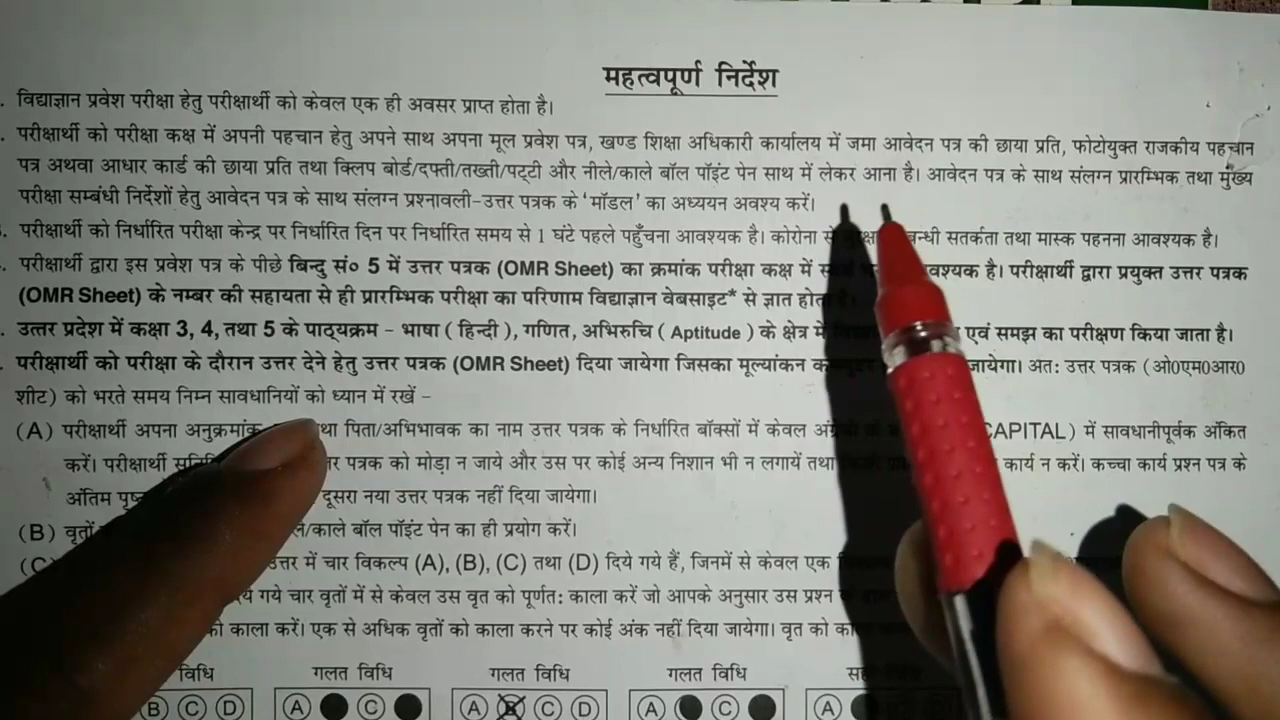 महत्वपूर्ण निर्देश
. विद्याज्ञान प्रवेश परीक्षा हेतु परीक्षार्थी को केवल एक ही अवसर प्राप्त होता है।
. परीक्षार्थी को परीक्षा कक्ष में अपनी पहचान हेतु अपने साथ अपना मूल प्रवेश पत्र, खण्ड शिक्षा अधिकारी कार्यालय में जमा आवेदन पत्र की छाया प्रति, फोटोयुक्त राजकीय पहचान
पत्र अथवा आधार कार्ड की छाया प्रति तथा क्लिप बोर्ड/दफ्ती/तख्ती/पट्टी और नीले/काले बॉल पॉइंट पेन साथ में लेकर आना है। आवेदन पत्र के साथ संलग्न प्रारम्भिक तथा मुख्य
परीक्षा सम्बंधी निर्देशों हेतु आवेदन पत्र के साथ संलग्न प्रश्नावली-उत्तर पत्रक के 'मॉडल' का अध्ययन अवश्य करें।
. परीक्षार्थी को निर्धारित परीक्षा केन्द्र पर निर्धारित दिन पर निर्धारित समय से 1 घंटे पहले पहुँचना आवश्यक है। कोरोना सतर्कता तथा मास्क पहनना आवश्यक है।
. परीक्षार्थी द्वारा इस प्रवेश पत्र के पीछे बिन्दु सं० 5 में उत्तर पत्रक (OMR Sheet) का क्रमांक परीक्षा कक्ष में है। परीक्षार्थी द्वारा प्रयुक्त उत्तर पत्रक
(OMR Sheet) के नम्बर की सहायता से ही प्रारम्भिक परीक्षा का परिणाम विद्याज्ञान वेबसाइट* से ज्ञात होता है।
. उत्तर प्रदेश में कक्षा 3, 4, तथा 5 के पाठ्यक्रम - भाषा ( हिन्दी ), गणित, अभिरुचि ( Aptitude ) के क्षेत्र में एवं समझ का परीक्षण किया जाता है।
. परीक्षार्थी को परीक्षा के दौरान उत्तर देने हेतु उत्तर पत्रक (OMR Sheet) दिया जायेगा जिसका मूल्यांकन जायेगा। अत: उत्तर पत्रक (ओ0एम0आर0
शीट) को भरते समय निम्न सावधानियों को ध्यान में रखें -
(A) परीक्षार्थी अपना अनुक्रमांक पिता/अभिभावक का नाम उत्तर पत्रक के निर्धारित बॉक्सों में केवल CAPITAL) में सावधानीपूर्वक अंकित
करें। परीक्षार्थी पत्रक को मोड़ा न जाये और उस पर कोई अन्य निशान भी न लगायें तथा कार्य न करें। कच्चा कार्य प्रश्न पत्र के
अंतिम दूसरा नया उत्तर पत्रक नहीं दिया जायेगा।
(B) वृतों /काले बॉल पॉइंट पेन का ही प्रयोग करें।
(C) उत्तर में चार विकल्प (A), (B), (C) तथा (D) दिये गये हैं, जिनमें से केवल एक
गये चार वृतों में से केवल उस वृत को पूर्णत: काला करें जो आपके अनुसार उस प्रश्न
काला करें। एक से अधिक वृतों को काला करने पर कोई अंक नहीं दिया जायेगा। वृत को
विधि गलत विधि गलत विधि गलत विधि
B C D A C A C D A C A